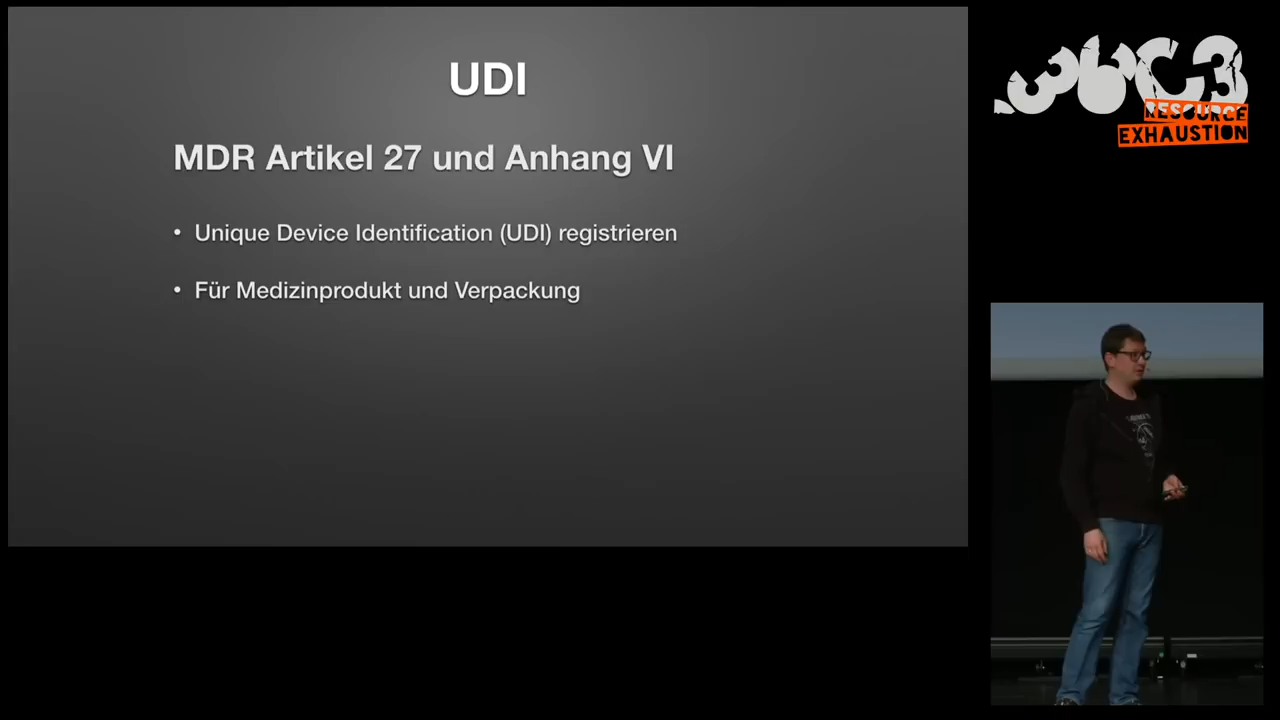 UDI
MDR Artikel 27 und Anhang VI
• Unique Device Identification (UDI) registrieren
• Für Medizinprodukt und Verpackung
36C3
RESOURCE
EXHAUSTION